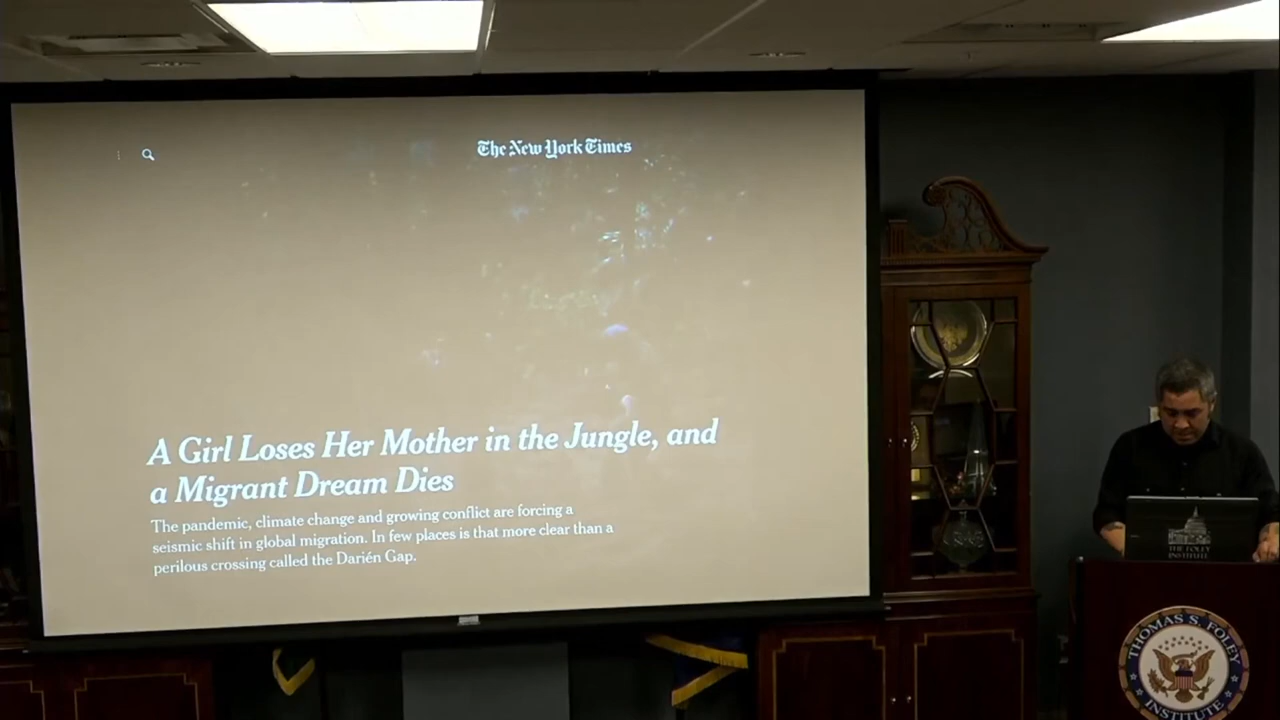 The New York Times
A Girl Loses Her Mother in the Jungle, and
a Migrant Dream Dies
The pandemic, climate change and growing conflict are forcing a
seismic shift in global migration. In few places is that more clear than a
perilous crossing called the Darién Gap.
THE FOLEY
INSTITUTE
THOMAS S. FOLEY
INSTITUTE